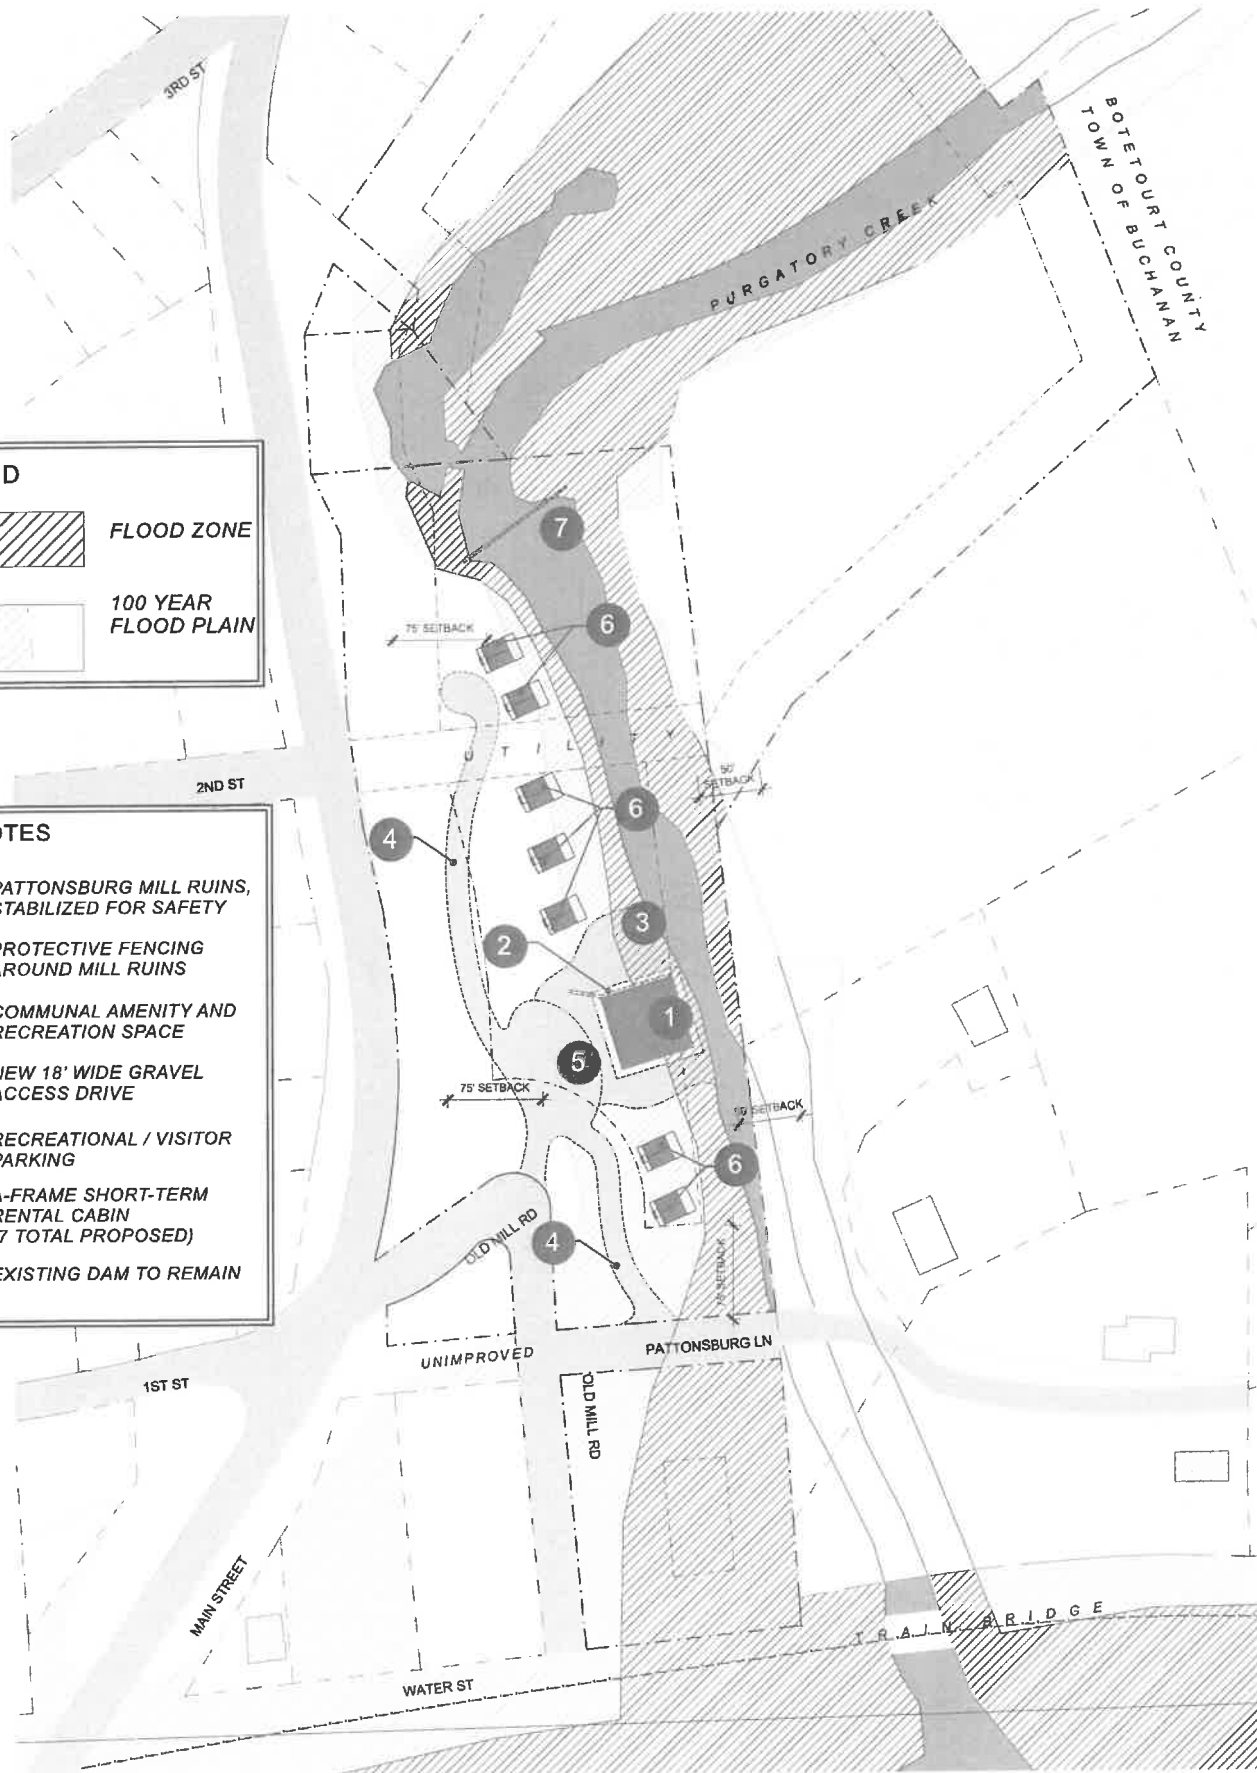 3RD ST
BOTETOURT COUNTY
TOWN OF BUCHANAN
PURGATORY CREEK
D
FLOOD ZONE
100 YEAR
FLOOD PLAIN
7
6
75' SETBACK
UTILITY
50'
SETBACK
2ND ST
6
4
OTES
PATTONSBURG MILL RUINS,
STABILIZED FOR SAFETY
PROTECTIVE FENCING
AROUND MILL RUINS
COMMUNAL AMENITY AND
RECREATION SPACE
NEW 18' WIDE GRAVEL
ACCESS DRIVE
RECREATIONAL / VISITOR
PARKING
A-FRAME SHORT-TERM
RENTAL CABIN
(7 TOTAL PROPOSED)
EXISTING DAM TO REMAIN
3
2
1
5
75' SETBACK
SETBACK
6
OLD MILL RD
4
75' SETBACK
UNIMPROVED
PATTONSBURG LN
1ST ST
OLD MILL RD
MAIN STREET
TRAIN BRIDGE
WATER ST